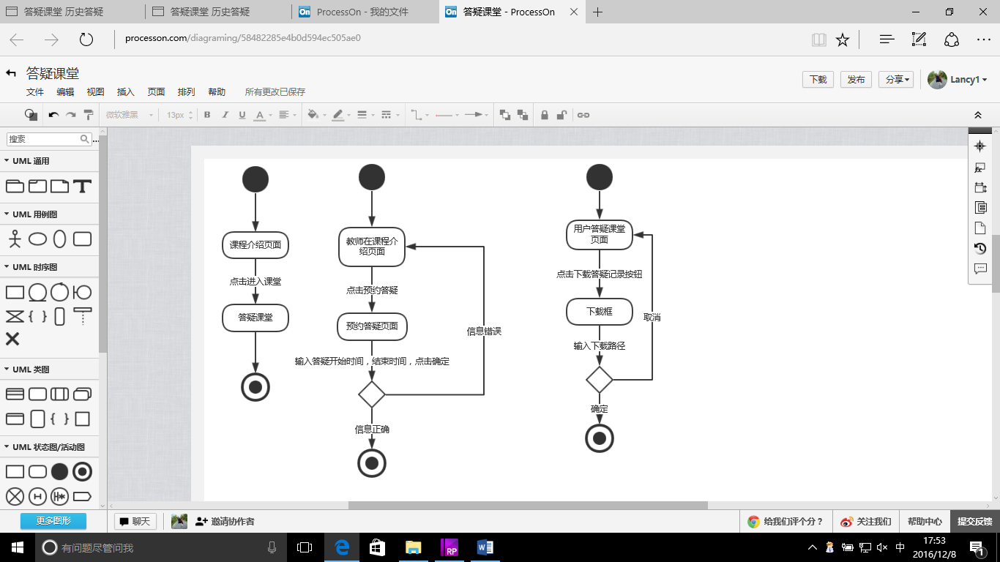 答疑课堂 历史答疑
答疑课堂 历史答疑
ProcessOn - 我的文件
答疑课堂 - ProcessOn
processon.com/diagraming/58482285e4b0d594ec505ae0
答疑课堂
文件 编辑 视图 插入 页面 排列 帮助 所有更改已保存
下载 发布 分享 Lancy1
微软雅黑 13px B I U A
搜索
UML 通用
UML 用例图
UML 时序图
UML 类图
UML 状态图/活动图
更多图形
课程介绍页面
点击进入课堂
答疑课堂
教师在课程介
绍页面
点击预约答疑
预约答疑页面
输入答疑开始时间，结束时间，点击确定
信息错误
信息正确
用户答疑课堂
页面
点击下载答疑记录按钮
下载框
取消
输入下载路径
确定
聊天 邀请协作者
给我们评个分？ 关注我们 帮助中心 提交反馈
有问题尽管问我
RP
中
17:53
2016/12/8
1